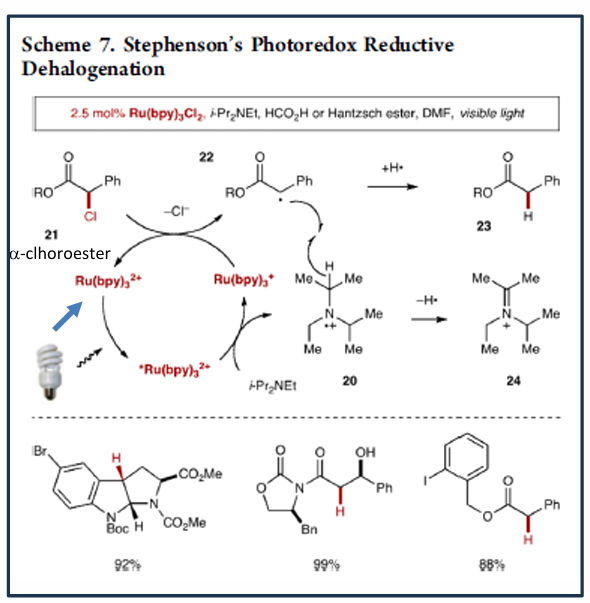 Scheme 7. Stephenson's Photoredox Reductive
Dehalogenation
2.5 mol% Ru(bpy)₃Cl₂, i-Pr₂NEt, HCO₂H or Hantzsch ester, DMF, visible light
O
RO
Ph
Cl
21
α-clhoroester
–Cl⁻
22
O
RO
Ph
+H•
O
RO
Ph
H
23
Ru(bpy)₃²⁺
Ru(bpy)₃⁺
*Ru(bpy)₃²⁺
i-Pr₂NEt
H
Me
Me
N
•+
Me
Me
Me
20
–H•
Me
Me
N
+
Me
Me
Me
24
Br
H
CO₂Me
N
N
Boc
H
CO₂Me
92%
O
O
OH
O
N
Ph
H
Bn
99%
I
O
O
Ph
H
88%